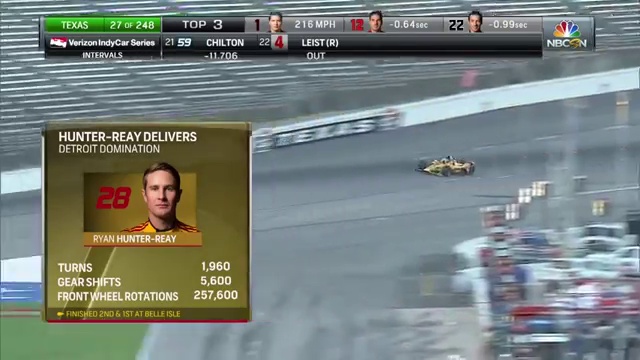 TEXAS 27 OF 248 TOP 3 1 216 MPH 12 -0.64sec 22 -0.99sec
Verizon IndyCar Series 21 59 CHILTON 22 4 LEIST (R) NBCSN
INTERVALS -11.706 OUT
HUNTER-REAY DELIVERS
DETROIT DOMINATION
28
RYAN HUNTER-REAY
TURNS 1,960
GEAR SHIFTS 5,600
FRONT WHEEL ROTATIONS 257,600
FINISHED 2ND & 1ST AT BELLE ISLE
TEXAS